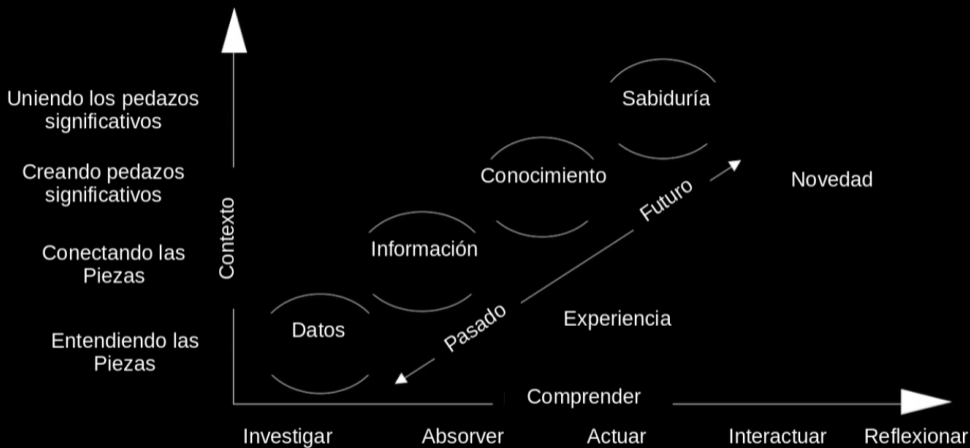 Uniendo los pedazos
significativos
Creando pedazos
significativos
Conectando las
Piezas
Entendiendo las
Piezas
Contexto
Sabiduría
Conocimiento
Información
Datos
Futuro
Pasado
Novedad
Experiencia
Comprender
Investigar
Absorver
Actuar
Interactuar
Reflexionar